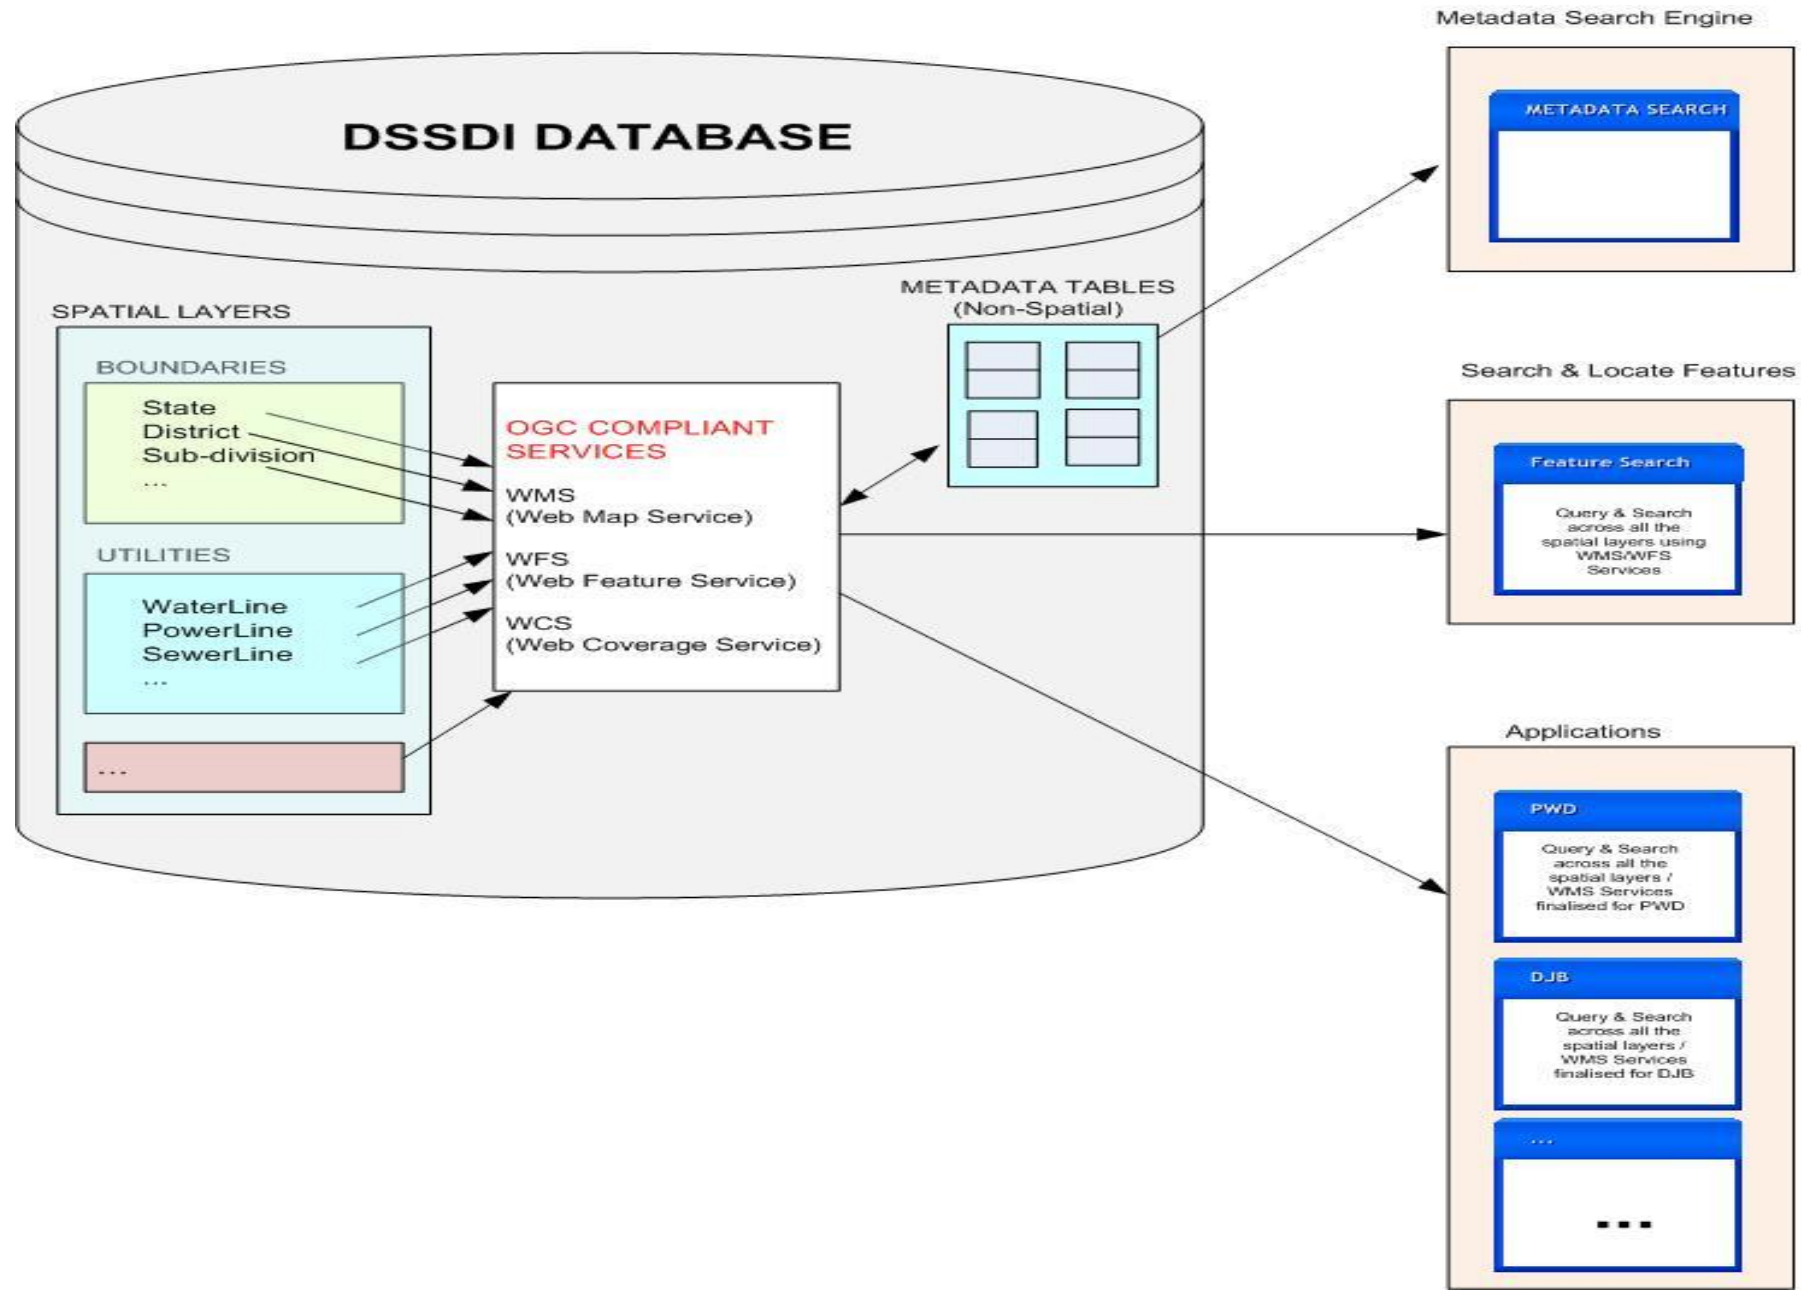 DSSDI DATABASE
SPATIAL LAYERS
BOUNDARIES
State
District
Sub-division
...
UTILITIES
WaterLine
PowerLine
SewerLine
...
...
OGC COMPLIANT
SERVICES
WMS
(Web Map Service)
WFS
(Web Feature Service)
WCS
(Web Coverage Service)
METADATA TABLES
(Non-Spatial)
Metadata Search Engine
METADATA SEARCH
Search & Locate Features
Feature Search
Query & Search
across all the
spatial layers using
WMS/WFS
Services
Applications
PWD
Query & Search
across all the
spatial layers /
WMS Services
finalised for PWD
DJB
Query & Search
across all the
spatial layers /
WMS Services
finalised for DJB
...
...